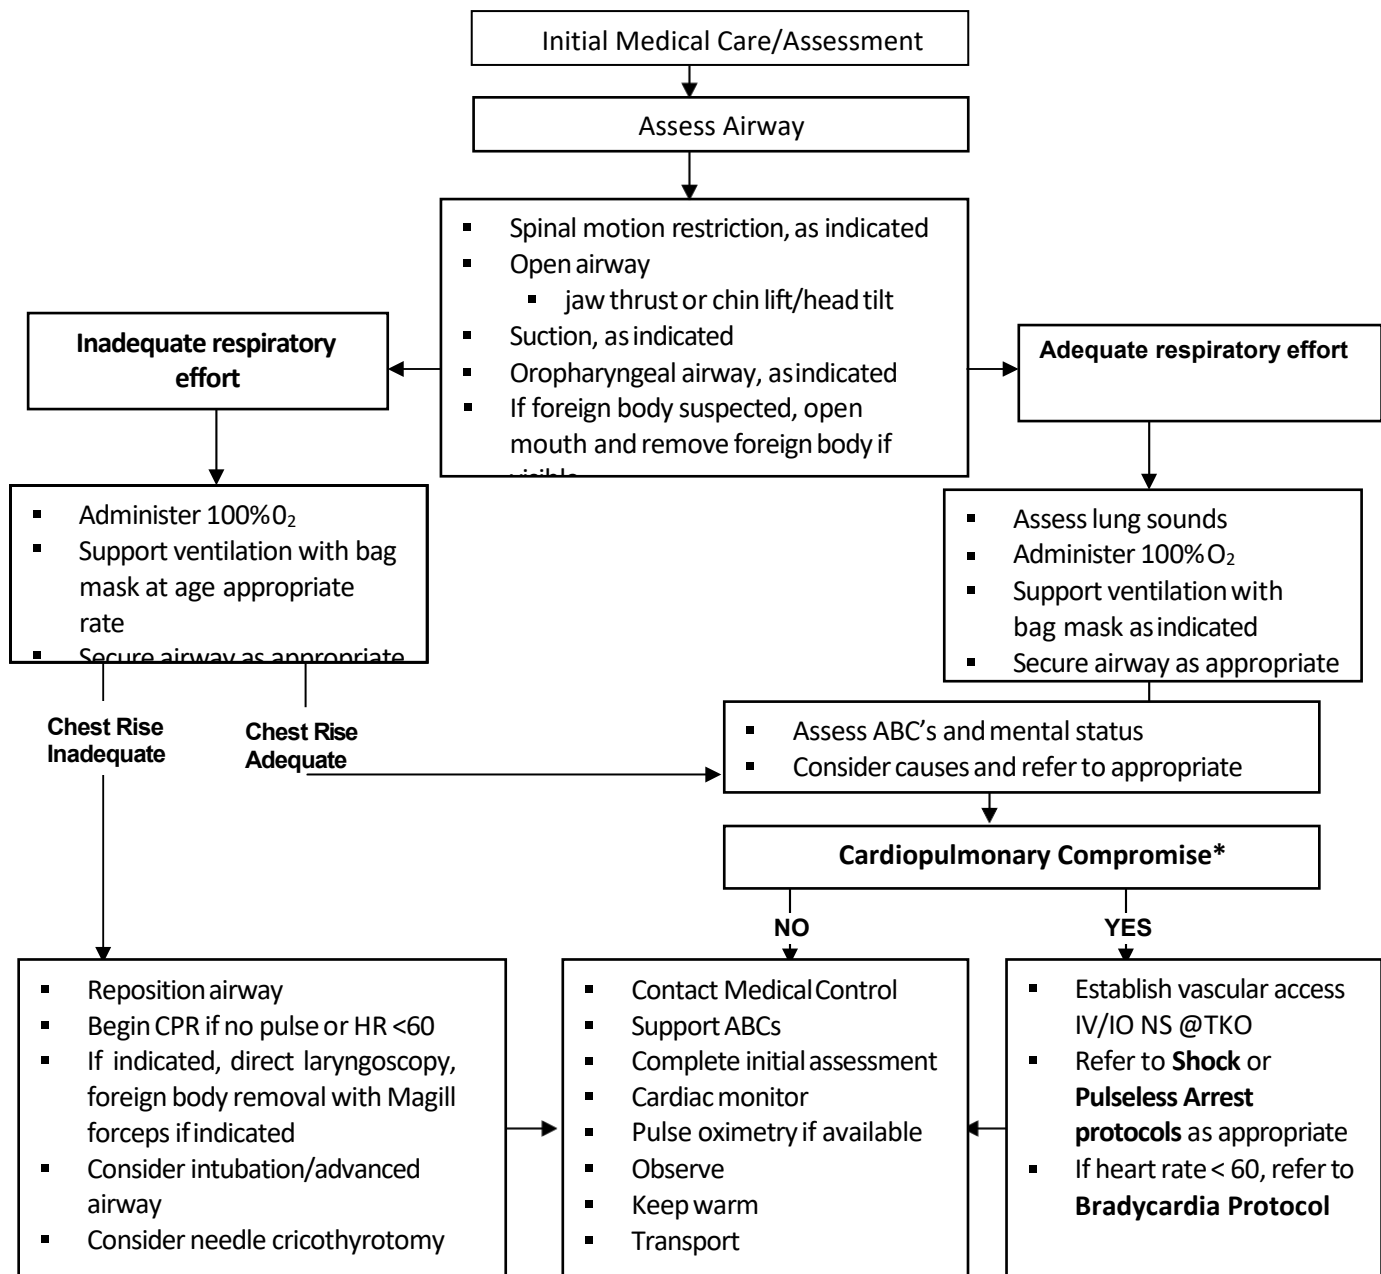 Initial Medical Care/Assessment
Assess Airway
▪ Spinal motion restriction, as indicated
▪ Open airway
▪ jaw thrust or chin lift/head tilt
▪ Suction, as indicated
▪ Oropharyngeal airway, as indicated
▪ If foreign body suspected, open
mouth and remove foreign body if
visible
Inadequate respiratory
effort
Adequate respiratory effort
▪ Administer 100% 0₂
▪ Support ventilation with bag
mask at age appropriate
rate
▪ Secure airway as appropriate
▪ Assess lung sounds
▪ Administer 100% O₂
▪ Support ventilation with
bag mask as indicated
▪ Secure airway as appropriate
Chest Rise
Inadequate
Chest Rise
Adequate
▪ Assess ABC's and mental status
▪ Consider causes and refer to appropriate
Cardiopulmonary Compromise*
NO
YES
▪ Reposition airway
▪ Begin CPR if no pulse or HR <60
▪ If indicated, direct laryngoscopy,
foreign body removal with Magill
forceps if indicated
▪ Consider intubation/advanced
airway
▪ Consider needle cricothyrotomy
▪ Contact Medical Control
▪ Support ABCs
▪ Complete initial assessment
▪ Cardiac monitor
▪ Pulse oximetry if available
▪ Observe
▪ Keep warm
▪ Transport
▪ Establish vascular access
IV/IO NS @TKO
▪ Refer to Shock or
Pulseless Arrest
protocols as appropriate
▪ If heart rate < 60, refer to
Bradycardia Protocol